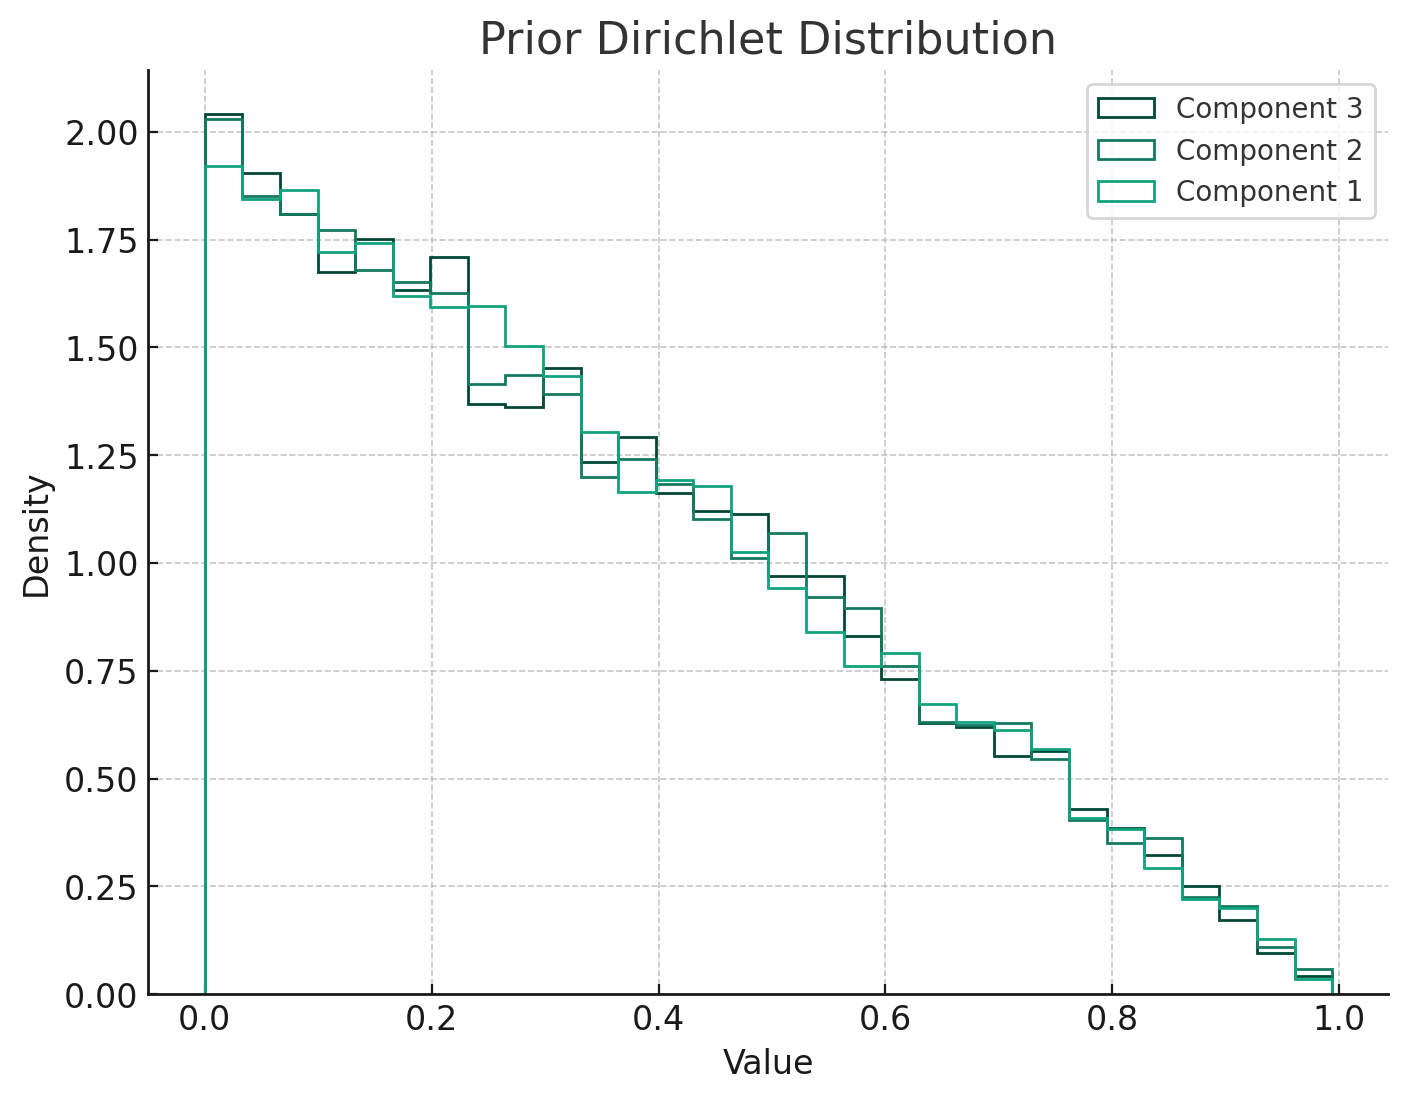 Prior Dirichlet Distribution
Component 3
Component 2
Component 1
Density
2.00
1.75
1.50
1.25
1.00
0.75
0.50
0.25
0.00
0.0 0.2 0.4 0.6 0.8 1.0
Value